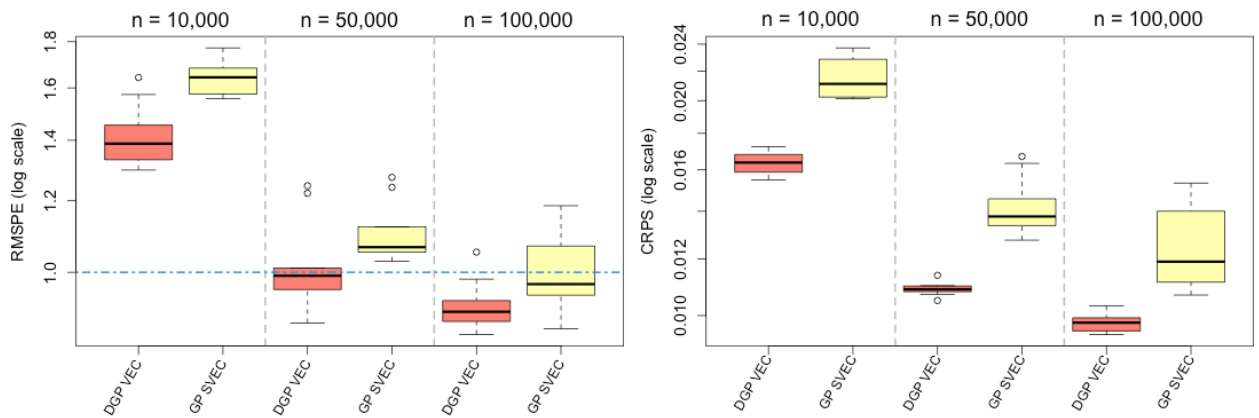 n = 10,000 n = 50,000 n = 100,000
RMSPE (log scale)
1.8
1.6
1.4
1.2
1.0
DGP VEC GP SVEC DGP VEC GP SVEC DGP VEC GP SVEC
n = 10,000 n = 50,000 n = 100,000
CRPS (log scale)
0.024
0.020
0.016
0.012
0.010
DGP VEC GP SVEC DGP VEC GP SVEC DGP VEC GP SVEC